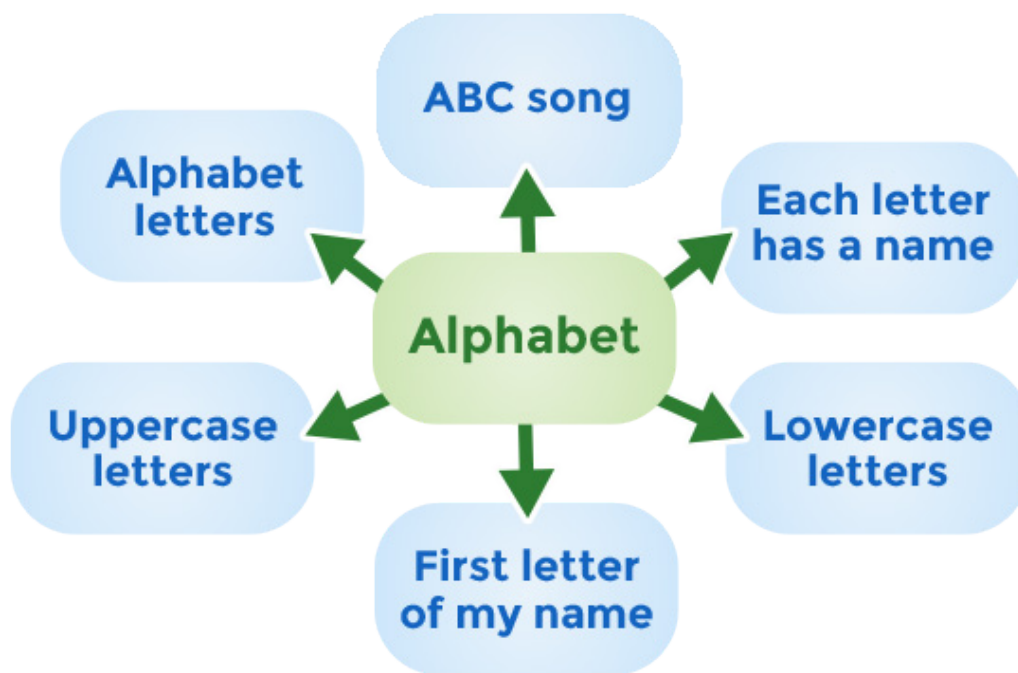 ABC song
Alphabet
letters
Each letter
has a name
Alphabet
Uppercase
letters
Lowercase
letters
First letter
of my name